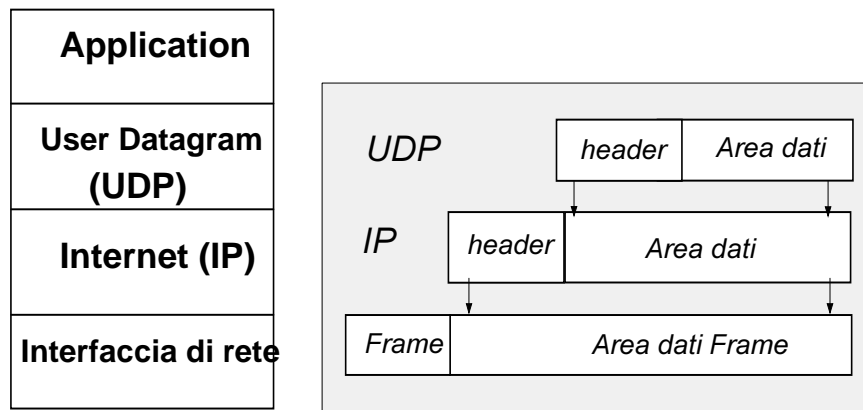 Application
User Datagram
(UDP)
Internet (IP)
Interfaccia di rete
UDP
header
Area dati
IP
header
Area dati
Frame
Area dati Frame